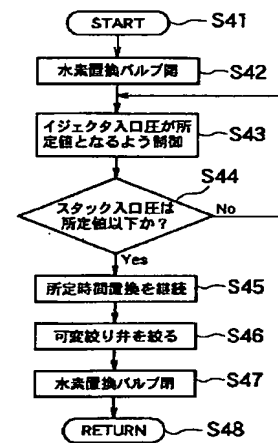 START
S41
水素置換バルブ開
S42
イジェクタ入口圧が所
定値となるよう制御
S43
S44
スタック入口圧は
所定値以下か?
No
Yes
所定時間置換を継続
S45
可変絞り弁を絞る
S46
水素置換バルブ閉
S47
RETURN
S48